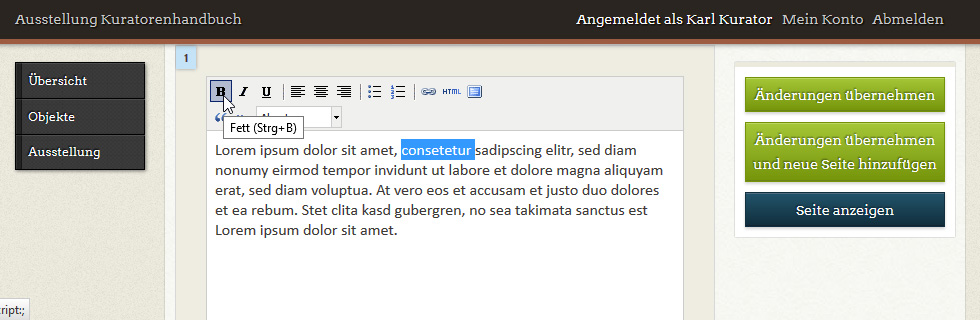 Ausstellung Kuratorenhandbuch
Angemeldet als Karl Kurator Mein Konto Abmelden
1
Übersicht
Objekte
Ausstellung
B I U HTML
Fett (Strg+B)
Lorem ipsum dolor sit amet, consetetur sadipscing elitr, sed diam
nonumy eirmod tempor invidunt ut labore et dolore magna aliquyam
erat, sed diam voluptua. At vero eos et accusam et justo duo dolores
et ea rebum. Stet clita kasd gubergren, no sea takimata sanctus est
Lorem ipsum dolor sit amet.
Änderungen übernehmen
Änderungen übernehmen
und neue Seite hinzufügen
Seite anzeigen
ript:;